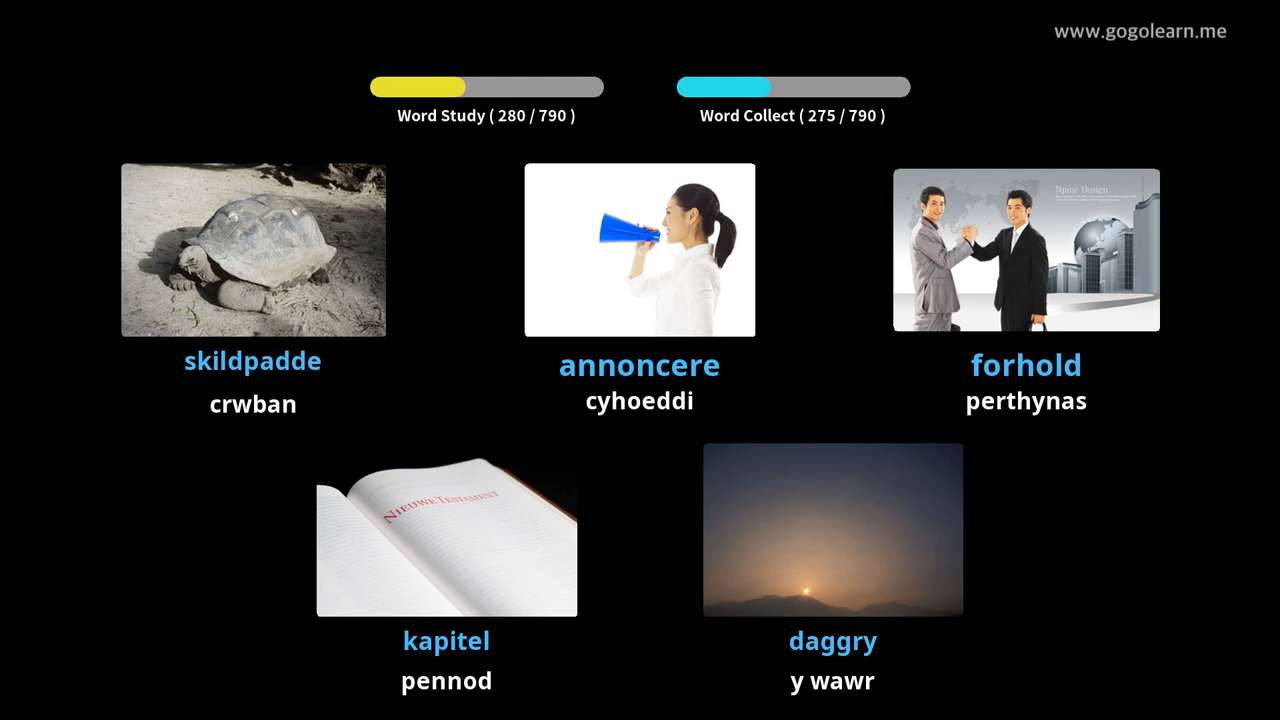 www.gogolearn.me
Word Study ( 280 / 790 )
Word Collect ( 275 / 790 )
Npine Design
skildpadde
crwban
annoncere
cyhoeddi
forhold
perthynas
NIEUWE TESTAMENT
kapitel
pennod
daggry
y wawr